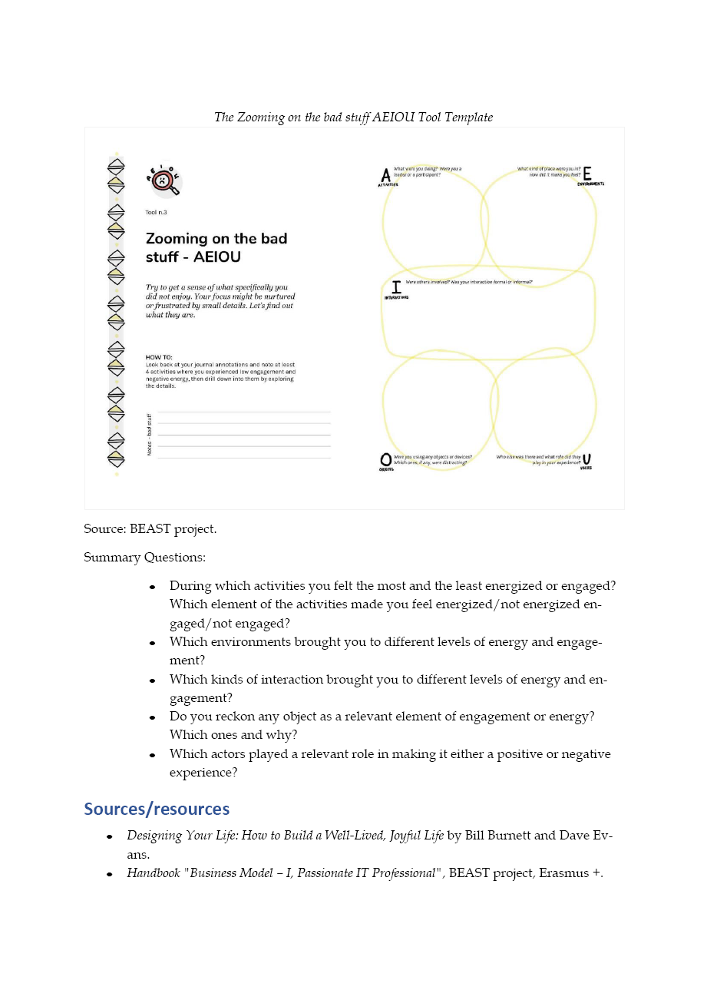 The Zooming on the bad stuff AEIOU Tool Template
A E I O U
Tool n.3
Zooming on the bad
stuff - AEIOU
Try to get a sense of what specifically you
did not enjoy. Your focus might be nurtured
or frustrated by small details. Let's find out
what they are.
HOW TO:
Look back at your journal annotations and note at least
4 activities where you experienced low engagement and
negative energy, then drill down into them by exploring
the details.
Notes - bad stuff
A
ACTIVITIES
What were you doing? Were you a
leader or a participant?
What kind of place were you in?
How did it make you feel?
E
ENVIRONMENTS
I
INTERACTIONS
Were others involved? Was your interaction formal or informal?
O
OBJECTS
Were you using any objects or devices?
Which ones, if any, were distracting?
Who else was there and what role did they
play in your experience?
U
USERS
Source: BEAST project.
Summary Questions:
• During which activities you felt the most and the least energized or engaged?
Which element of the activities made you feel energized/not energized en-
gaged/not engaged?
• Which environments brought you to different levels of energy and engage-
ment?
• Which kinds of interaction brought you to different levels of energy and en-
gagement?
• Do you reckon any object as a relevant element of engagement or energy?
Which ones and why?
• Which actors played a relevant role in making it either a positive or negative
experience?
Sources/resources
• Designing Your Life: How to Build a Well-Lived, Joyful Life by Bill Burnett and Dave Ev-
ans.
• Handbook "Business Model – I, Passionate IT Professional", BEAST project, Erasmus +.